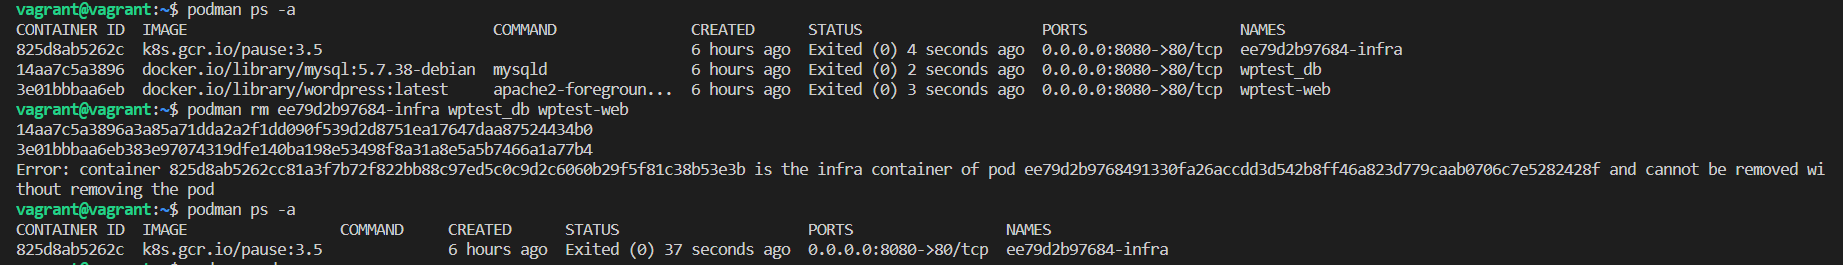 vagrant@vagrant:~$ podman ps -a
CONTAINER ID  IMAGE                               COMMAND               CREATED      STATUS                    PORTS                 NAMES
825d8ab5262c  k8s.gcr.io/pause:3.5                                      6 hours ago  Exited (0) 4 seconds ago  0.0.0.0:8080->80/tcp  ee79d2b97684-infra
14aa7c5a3896  docker.io/library/mysql:5.7.38-debian  mysqld                6 hours ago  Exited (0) 2 seconds ago  0.0.0.0:8080->80/tcp  wptest_db
3e01bbbaa6eb  docker.io/library/wordpress:latest     apache2-foregroun...  6 hours ago  Exited (0) 3 seconds ago  0.0.0.0:8080->80/tcp  wptest-web
vagrant@vagrant:~$ podman rm ee79d2b97684-infra wptest_db wptest-web
14aa7c5a3896a3a85a71dda2a2f1dd090f539d2d8751ea17647daa87524434b0
3e01bbbaa6eb383e97074319dfe140ba198e53498f8a31a8e5a5b7466a1a77b4
Error: container 825d8ab5262cc81a3f7b72f822bb88c97ed5c0c9d2c6060b29f5f81c38b53e3b is the infra container of pod ee79d2b9768491330fa26accdd3d542b8ff46a823d779caab0706c7e5282428f and cannot be removed wi
thout removing the pod
vagrant@vagrant:~$ podman ps -a
CONTAINER ID  IMAGE                 COMMAND     CREATED      STATUS                     PORTS                 NAMES
825d8ab5262c  k8s.gcr.io/pause:3.5              6 hours ago  Exited (0) 37 seconds ago  0.0.0.0:8080->80/tcp  ee79d2b97684-infra